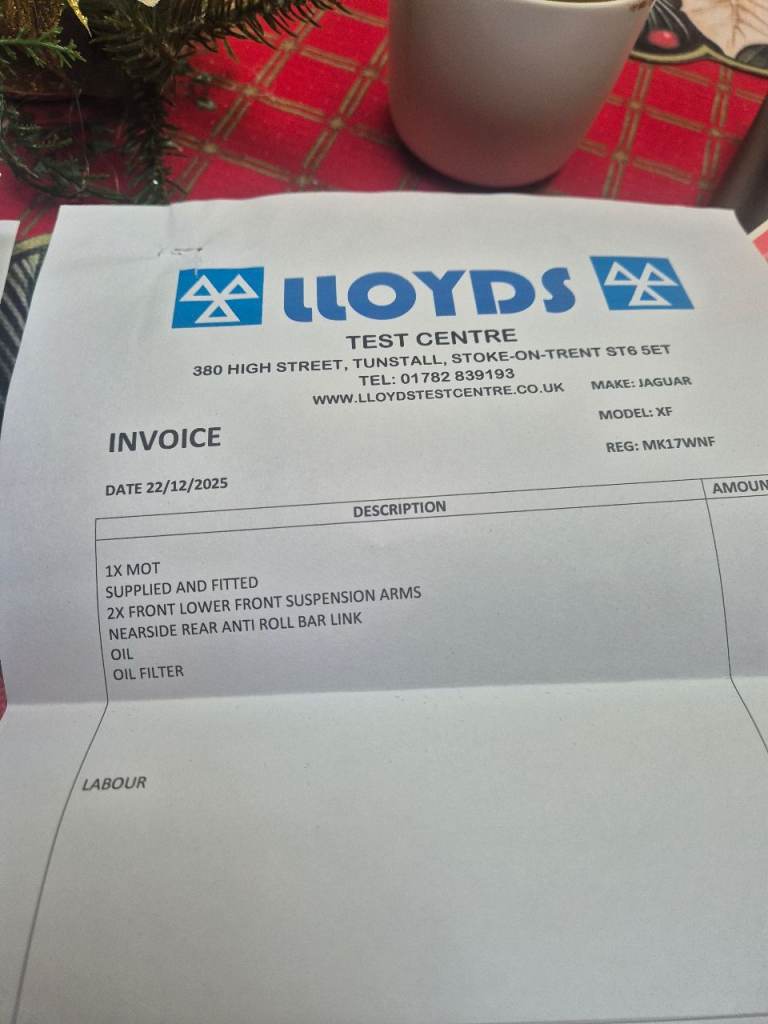 LLOYDS
TEST CENTRE
380 HIGH STREET, TUNSTALL, STOKE-ON-TRENT ST6 5ET
TEL: 01782 839193
WWW.LLOYDSTESTCENTRE.CO.UK
MAKE: JAGUAR
MODEL: XF
REG: MK17WNF
INVOICE
DATE 22/12/2025
DESCRIPTION
AMOUN
1X MOT
SUPPLIED AND FITTED
2X FRONT LOWER FRONT SUSPENSION ARMS
NEARSIDE REAR ANTI ROLL BAR LINK
OIL
OIL FILTER
LABOUR